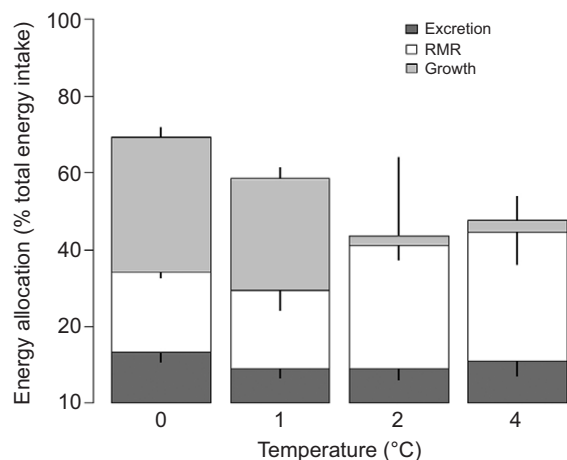 100
80
60
40
20
10
Energy allocation (% total energy intake)
Excretion
RMR
Growth
0 1 2 4
Temperature (°C)